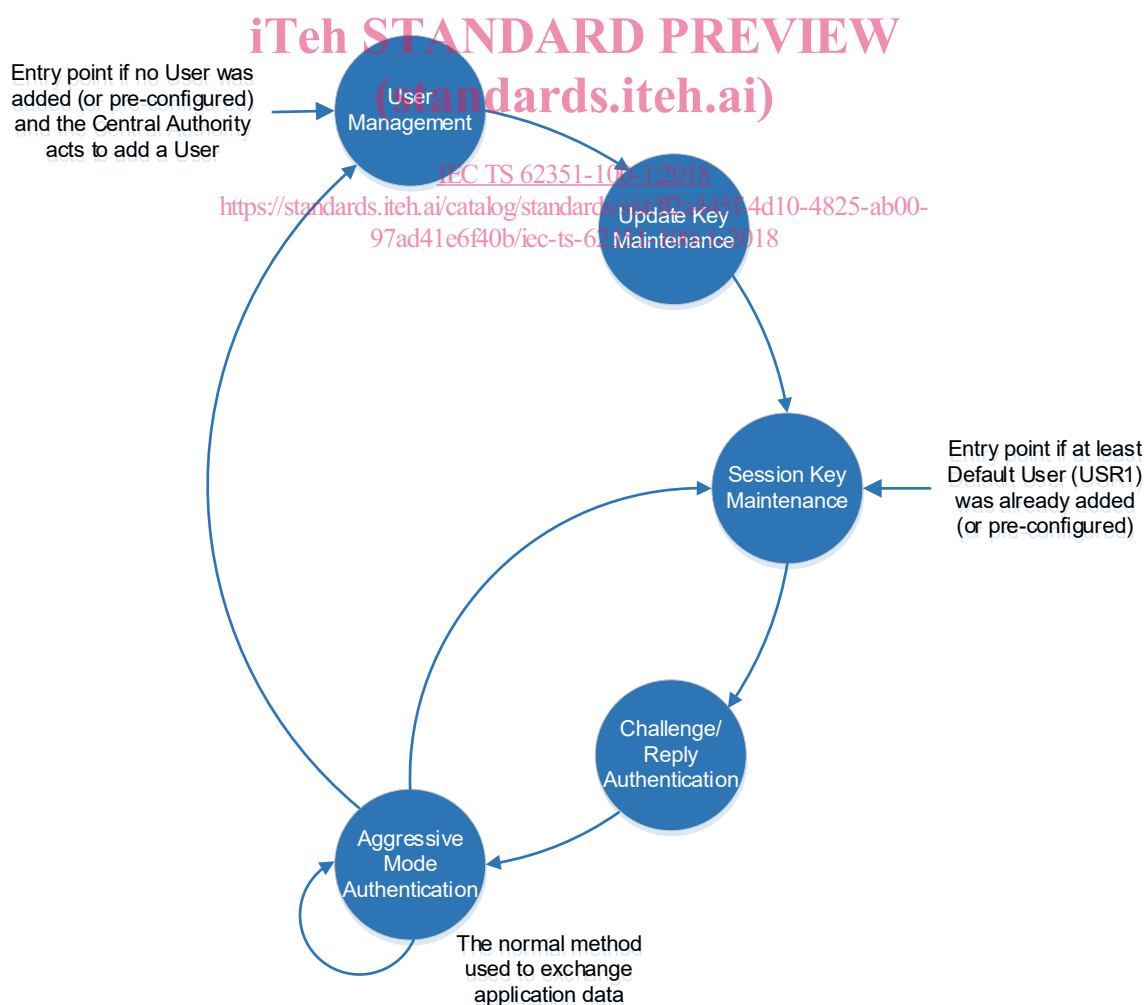 iTeh STANDARD PREVIEW
(standards.iteh.ai)
Entry point if no User was
added (or pre-configured)
and the Central Authority
acts to add a User
User
Management
IEC TS 62351-100-1:2018
https://standards.iteh.ai/catalog/standards/sist/ff2a445f-4d10-4825-ab00-
97ad41e6f40b/iec-ts-62351-100-1-2018
Update Key
Maintenance
Session Key
Maintenance
Entry point if at least
Default User (USR1)
was already added
(or pre-configured)
Challenge/
Reply
Authentication
Aggressive
Mode
Authentication
The normal method
used to exchange
application data